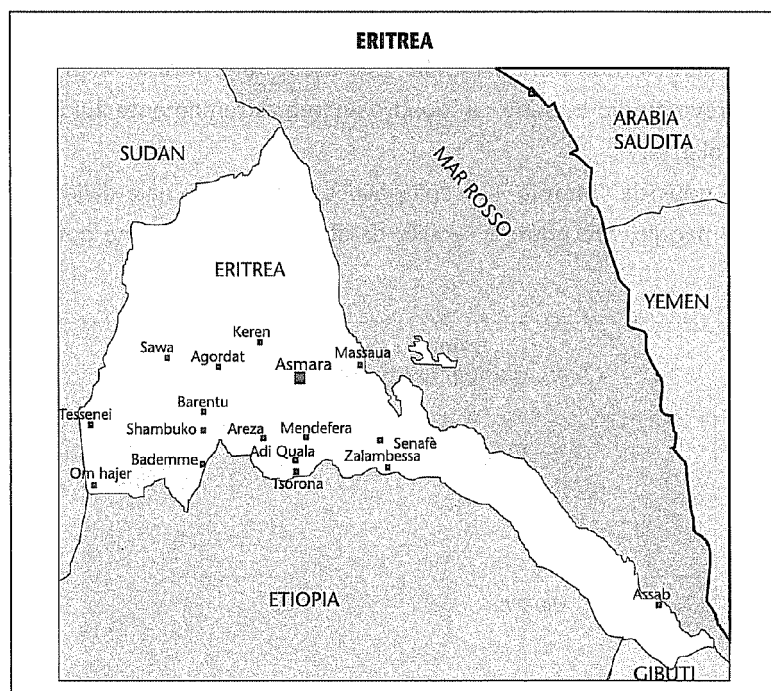 ERITREA
ARABIA
SAUDITA
SUDAN
MAR ROSSO
ERITREA
YEMEN
Keren
Sawa
Agordat
Asmara
Massaua
Barentu
Tessenei
Shambuko
Areza
Mendefera
Senafè
Adi Quala
Bademme
Zalambessa
Om hajer
Tsorona
ETIOPIA
Assab
GIBUTI